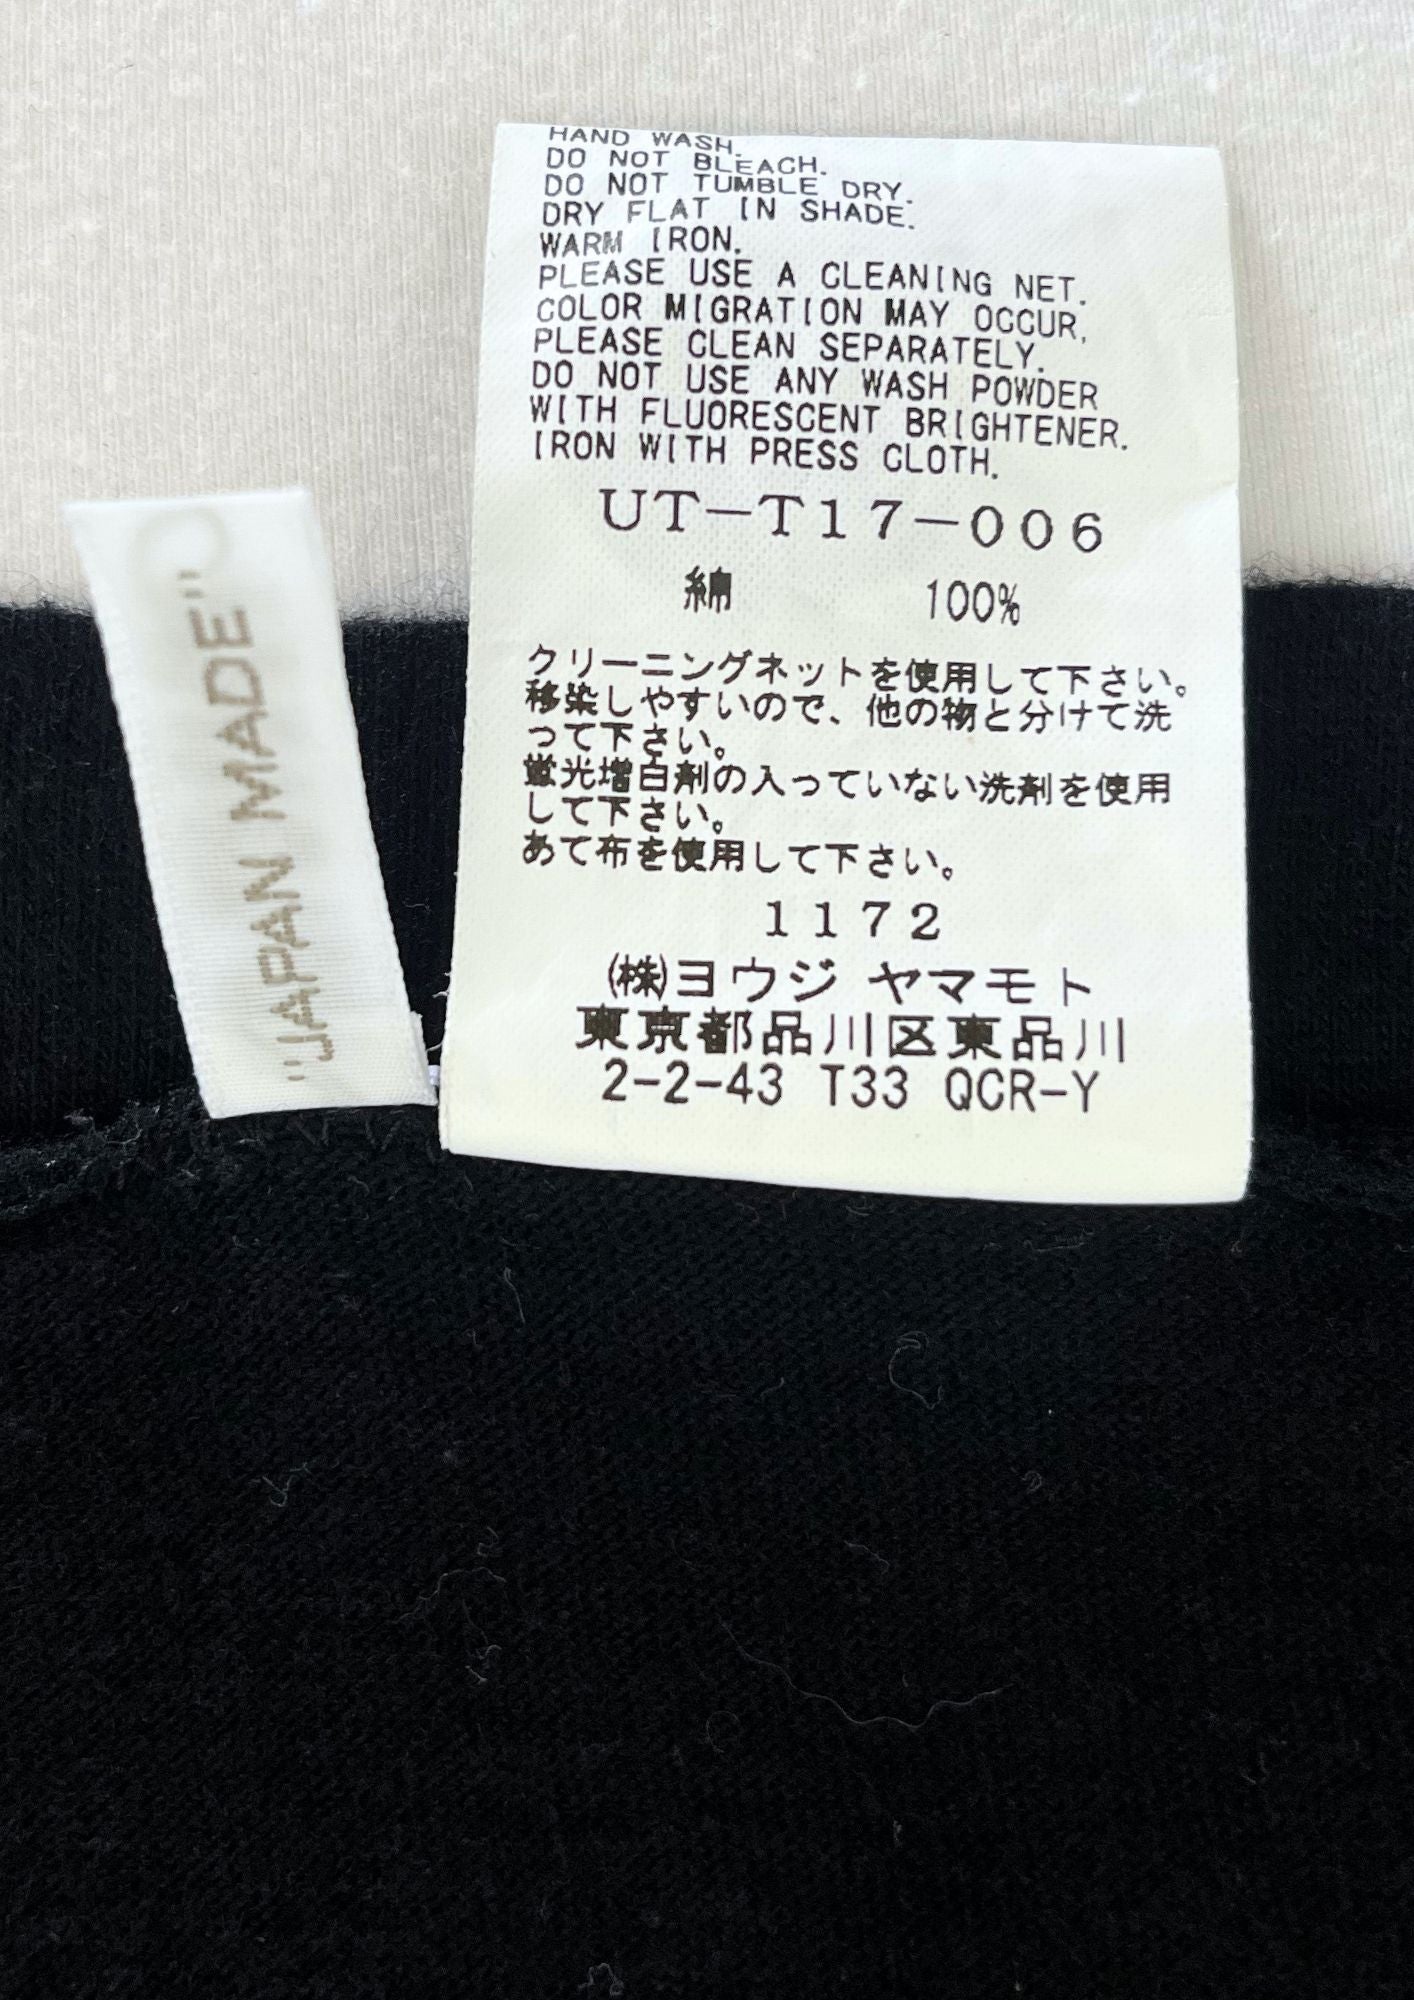 HAND WASH.
DO NOT BLEACH.
DO NOT TUMBLE DRY.
DRY FLAT IN SHADE.
WARM IRON.
PLEASE USE A CLEANING NET.
COLOR MIGRATION MAY OCCUR,
PLEASE CLEAN SEPARATELY.
DO NOT USE ANY WASH POWDER
WITH FLUORESCENT BRIGHTENER.
IRON WITH PRESS CLOTH.
UT-T17-006
綿 100%
クリーニングネットを使用して下さい。
移染しやすいので、他の物と分けて洗
って下さい。
蛍光増白剤の入っていない洗剤を使用
して下さい。
あて布を使用して下さい。
1172
(株)ヨウジ ヤマモト
東京都品川区東品川
2-2-43 T33 QCR-Y
"JAPAN MADE"